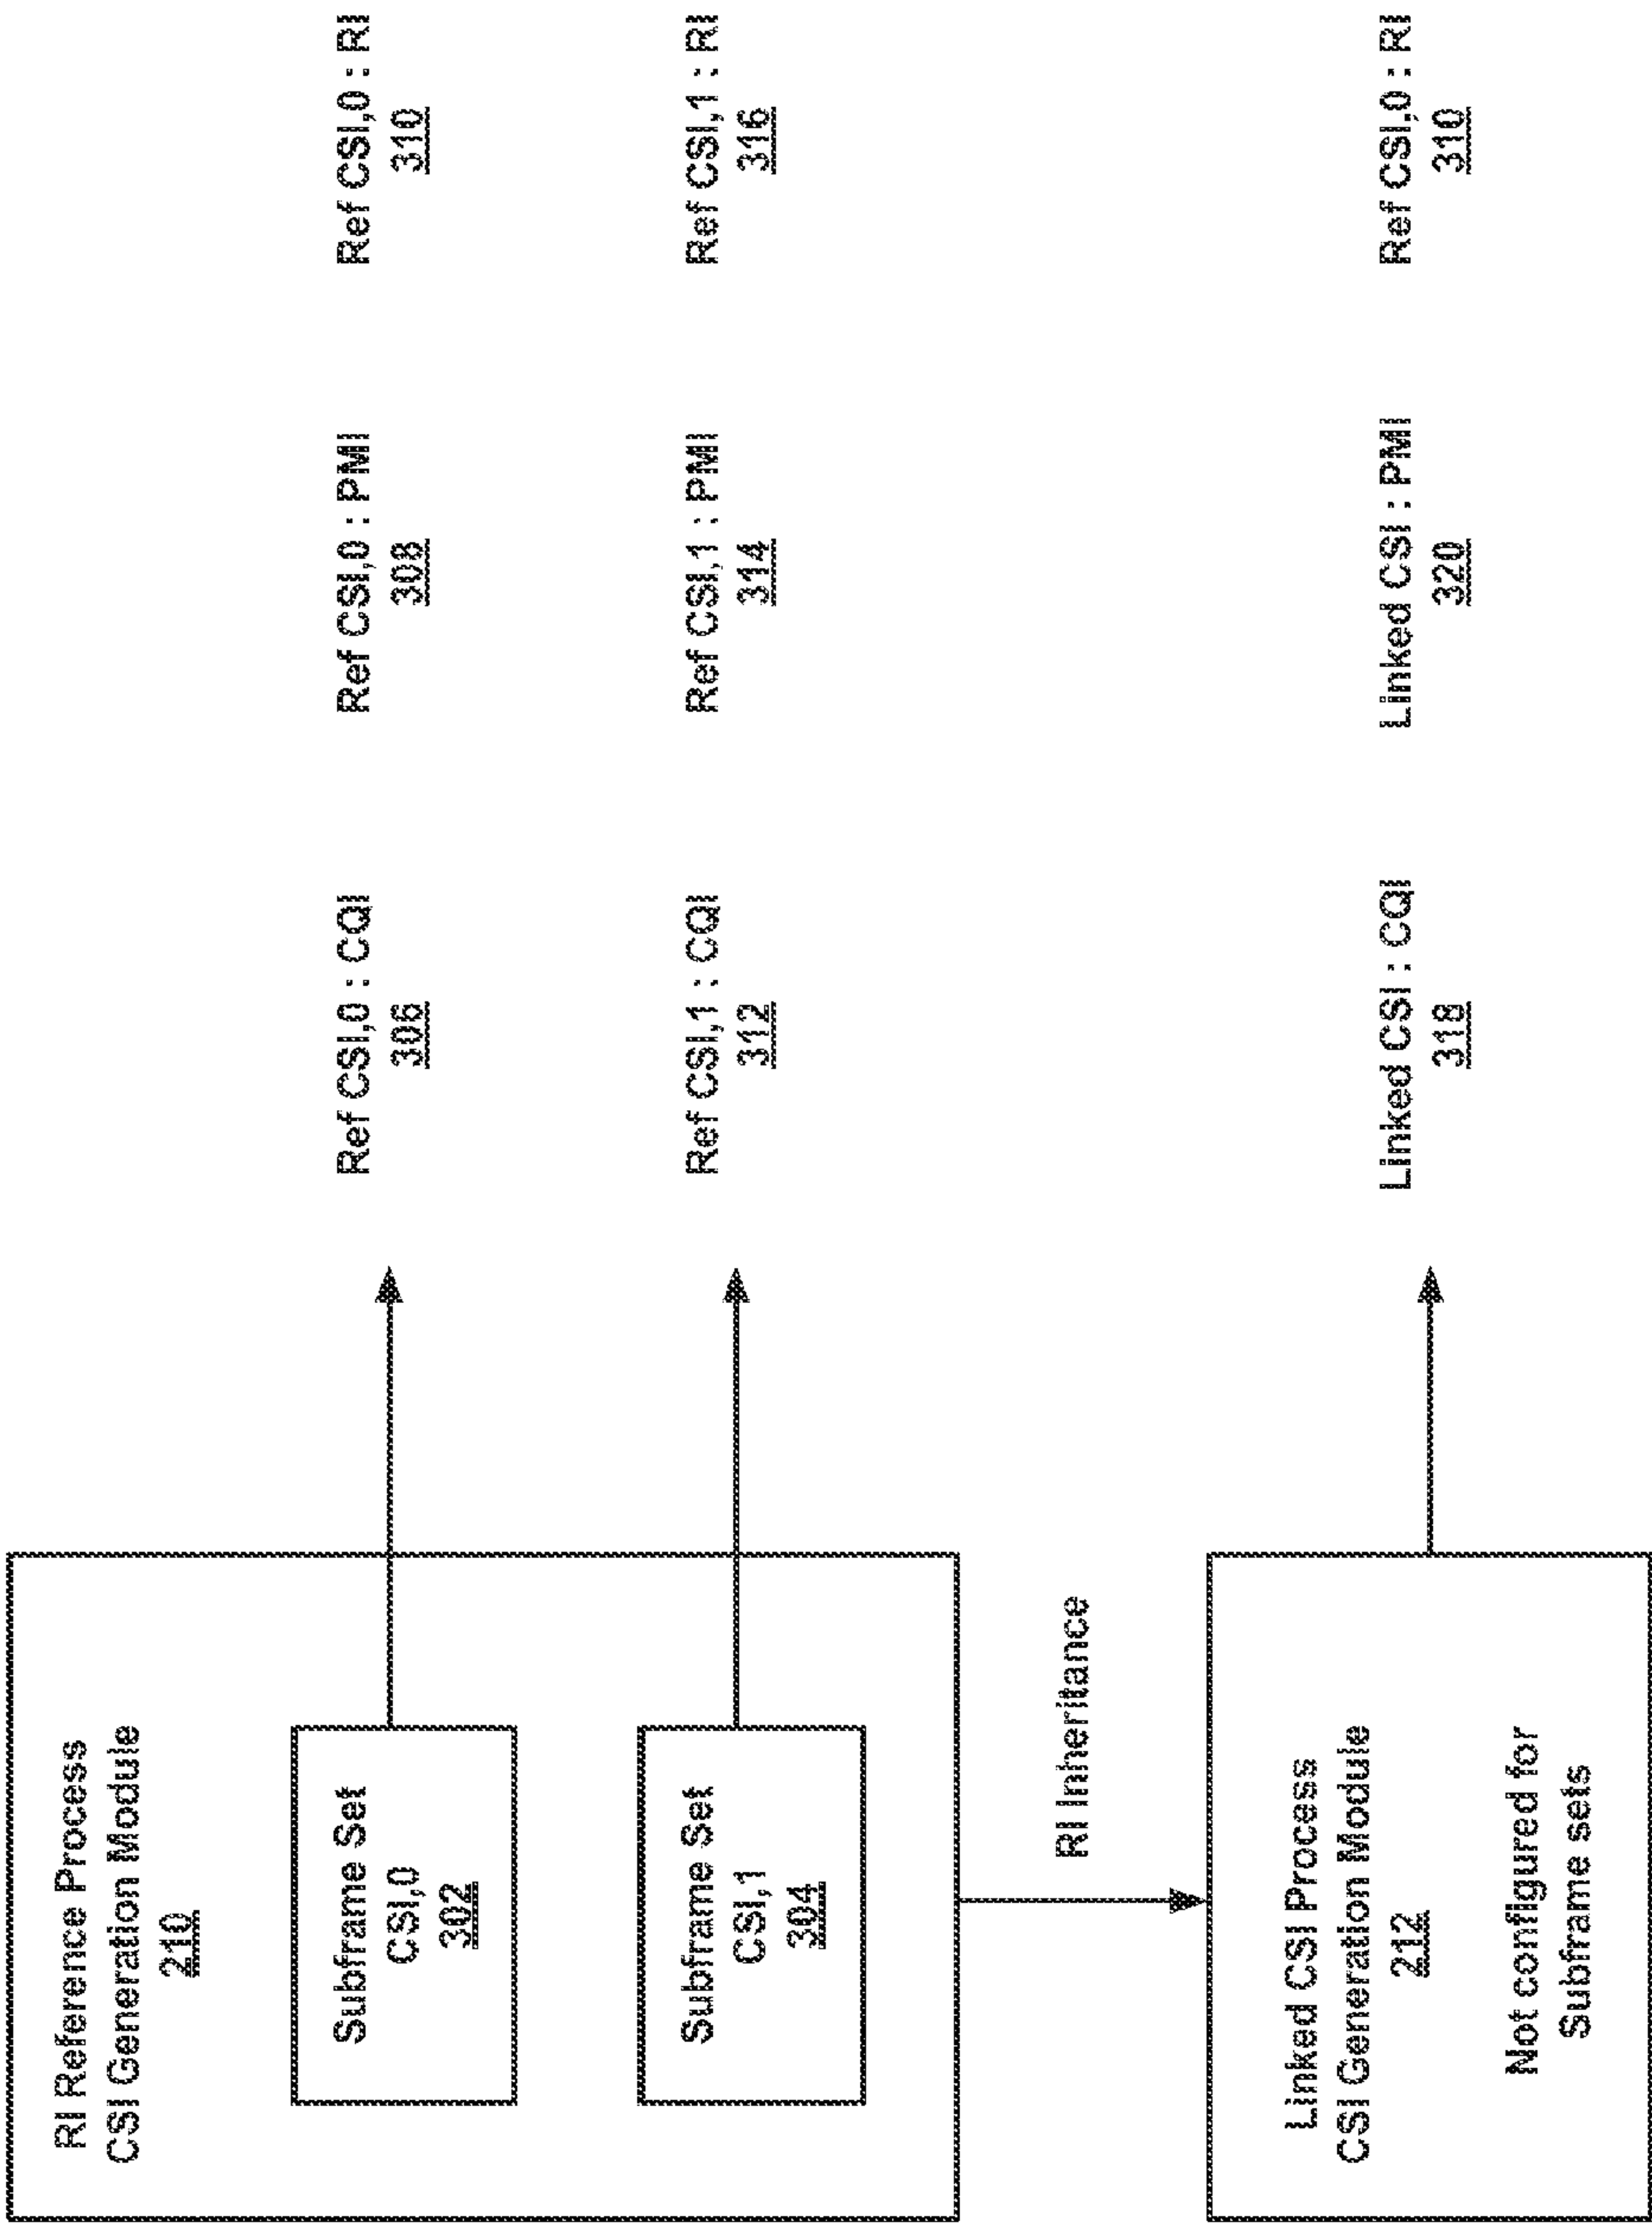 RI Reference Process
CSI Generation Module
210
Subframe Set
CSI,0
302
Ref CSI,0 : CQI
306
Ref CSI,0 : PMI
308
Ref CSI,0 : RI
310
Subframe Set
CSI,1
304
Ref CSI,1 : CQI
312
Ref CSI,1 : PMI
314
Ref CSI,1 : RI
316
RI Inheritance
Linked CSI Process
CSI Generation Module
212
Not configured for
Subframe sets
Linked CSI : CQI
318
Linked CSI : PMI
320
Ref CSI,0 : RI
310